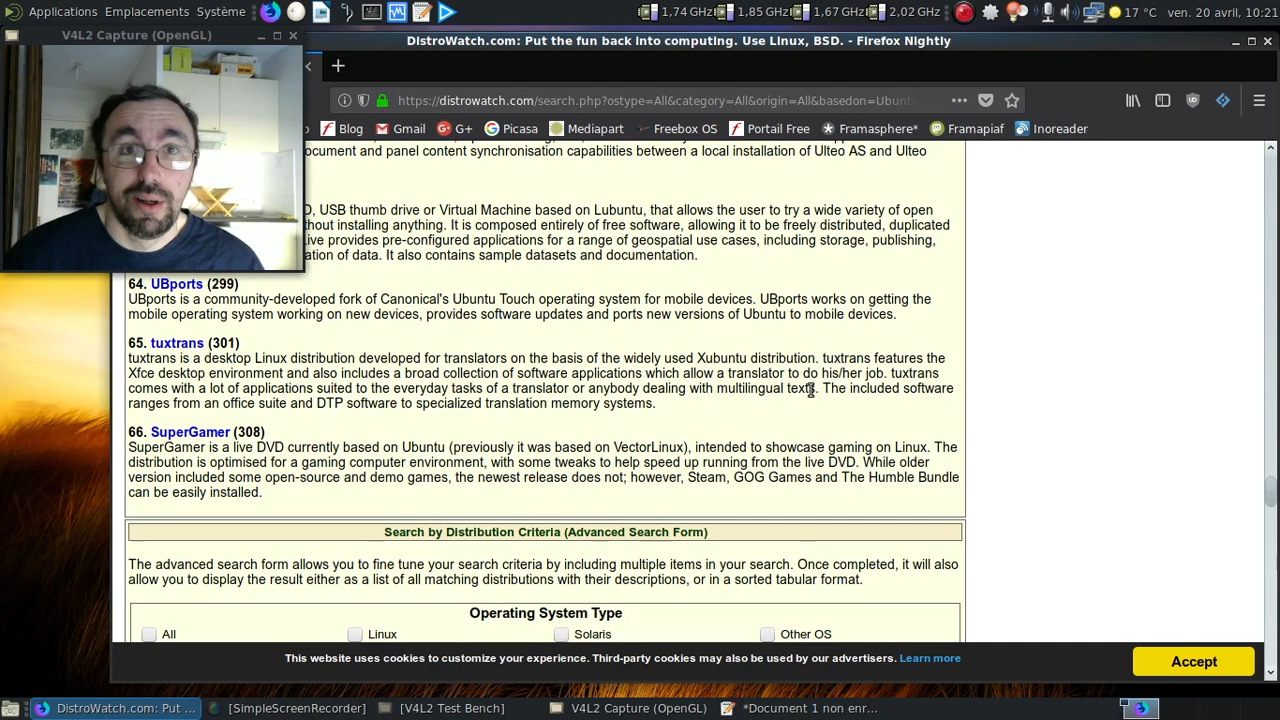 Applications Emplacements Système
1,74 GHz 1,85 GHz 1,67 GHz 2,02 GHz 17 °C ven. 20 avril, 10:21
V4L2 Capture (OpenGL)
DistroWatch.com: Put the fun back into computing. Use Linux, BSD. - Firefox Nightly
https://distrowatch.com/search.php?ostype=All&category=All&origin=All&basedon=Ubunt
Blog Gmail G+ Picasa Mediapart Freebox OS Portail Free Framasphere* Framapiaf Inoreader
ocument and panel content synchronisation capabilities between a local installation of Ulteo AS and Ulteo
D, USB thumb drive or Virtual Machine based on Lubuntu, that allows the user to try a wide variety of open
hout installing anything. It is composed entirely of free software, allowing it to be freely distributed, duplicated
ive provides pre-configured applications for a range of geospatial use cases, including storage, publishing,
ation of data. It also contains sample datasets and documentation.
64. UBports (299)
UBports is a community-developed fork of Canonical's Ubuntu Touch operating system for mobile devices. UBports works on getting the
mobile operating system working on new devices, provides software updates and ports new versions of Ubuntu to mobile devices.
65. tuxtrans (301)
tuxtrans is a desktop Linux distribution developed for translators on the basis of the widely used Xubuntu distribution. tuxtrans features the
Xfce desktop environment and also includes a broad collection of software applications which allow a translator to do his/her job. tuxtrans
comes with a lot of applications suited to the everyday tasks of a translator or anybody dealing with multilingual texts. The included software
ranges from an office suite and DTP software to specialized translation memory systems.
66. SuperGamer (308)
SuperGamer is a live DVD currently based on Ubuntu (previously it was based on VectorLinux), intended to showcase gaming on Linux. The
distribution is optimised for a gaming computer environment, with some tweaks to help speed up running from the live DVD. While older
version included some open-source and demo games, the newest release does not; however, Steam, GOG Games and The Humble Bundle
can be easily installed.
Search by Distribution Criteria (Advanced Search Form)
The advanced search form allows you to fine tune your search criteria by including multiple items in your search. Once completed, it will also
allow you to display the result either as a list of all matching distributions with their descriptions, or in a sorted tabular format.
Operating System Type
All Linux Solaris Other OS
This website uses cookies to customize your experience. Third-party cookies may also be used by our advertisers. Learn more
Accept
DistroWatch.com: Put ... [SimpleScreenRecorder] [V4L2 Test Bench] V4L2 Capture (OpenGL) *Document 1 non enr...